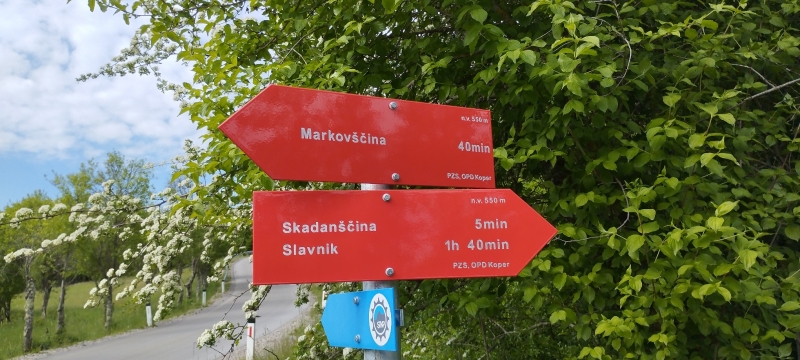 n.v. 550 m
Markovščina 40min
PZS, OPD Koper
n.v. 550 m
Skadanščina 5min
Slavnik 1h 40min
PZS, OPD Koper